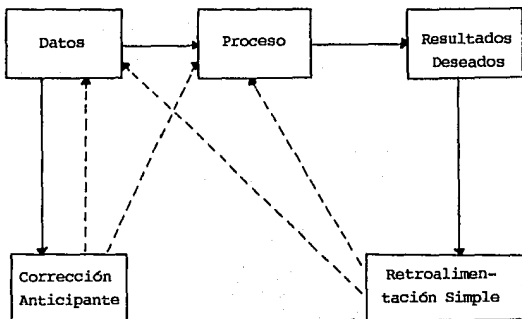 Datos
Proceso
Resultados
Deseados
Corrección
Anticipante
Retroalimen-
tación Simple